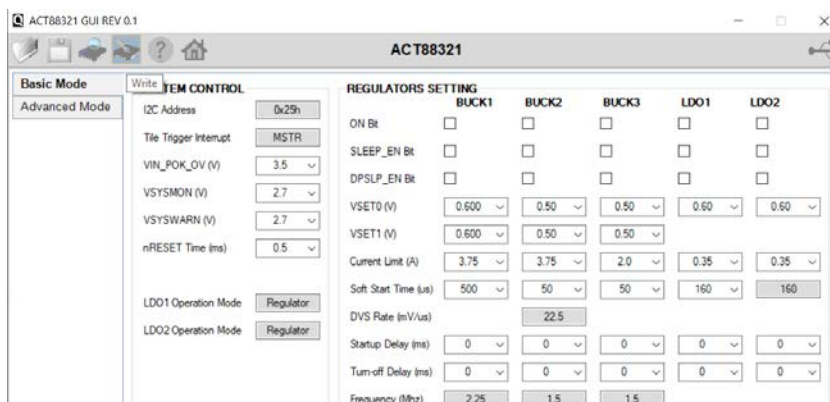 ACT88321 GUI REV 0.1
ACT88321
Basic Mode
Advanced Mode
Write
TEM CONTROL
I2C Address 0x25h
Tile Trigger Interrupt MSTR
VIN_POK_OV (V) 3.5
VSYSMON (V) 2.7
VSYSWARN (V) 2.7
nRESET Time (ms) 0.5
LDO1 Operation Mode Regulator
LDO2 Operation Mode Regulator
REGULATORS SETTING
BUCK1 BUCK2 BUCK3 LDO1 LDO2
ON Bit
SLEEP_EN Bit
DPSLP_EN Bit
VSET0 (V) 0.600 0.50 0.50 0.60 0.60
VSET1 (V) 0.600 0.50 0.50
Current Limit (A) 3.75 3.75 2.0 0.35 0.35
Soft Start Time (us) 500 50 50 160 160
DVS Rate (mV/us) 22.5
Startup Delay (ms) 0 0 0 0 0
Turn-off Delay (ms) 0 0 0 0 0
Frequency (Mhz) 2.25 1.5 1.5